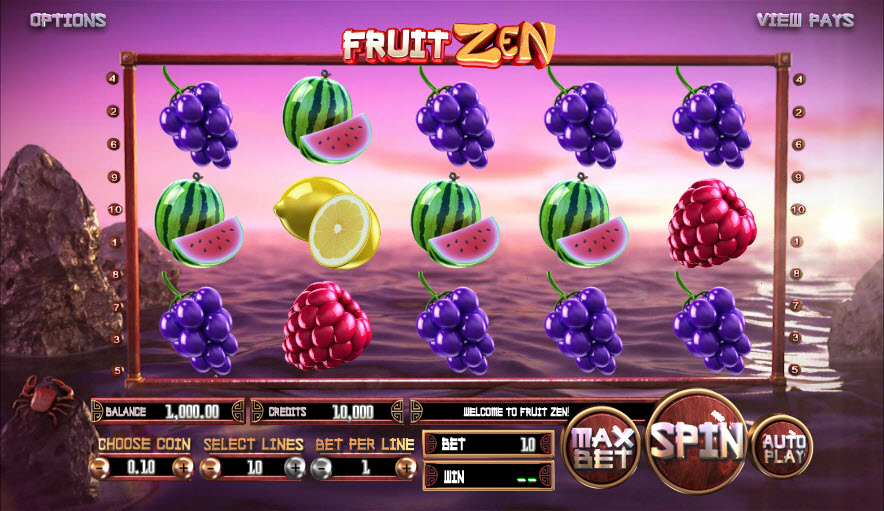 OPTIONS
FRUIT ZEN
VIEW PAYS
4 4
2 2
6 6
9 9
10 10
1 1
8 8
7 7
3 3
5 5
BALANCE 1,000.00 CREDITS 10,000 WELCOME TO FRUIT ZEN!
CHOOSE COIN SELECT LINES BET PER LINE
0.10 10 1
BET 10
WIN --
MAX BET
SPIN
AUTO PLAY